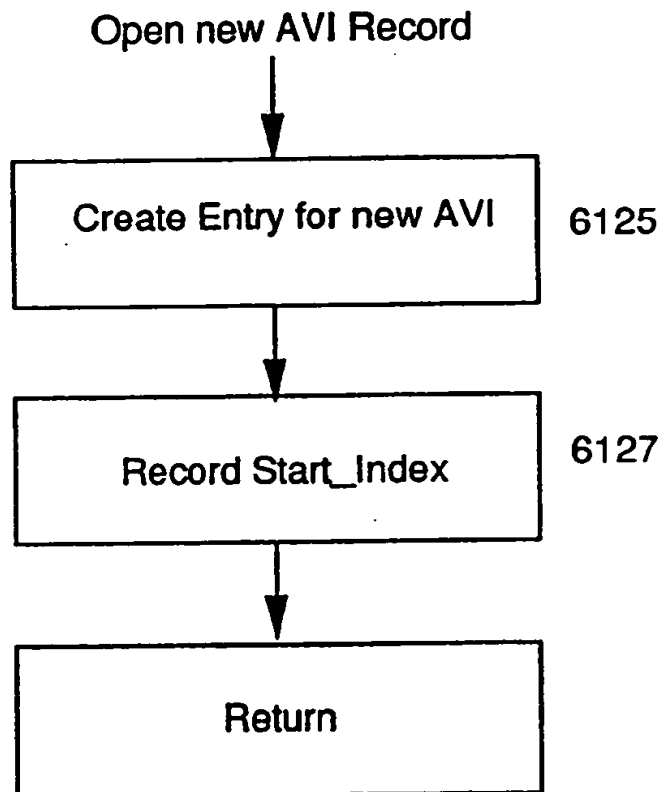 Open new AVI Record
Create Entry for new AVI
6125
Record Start_Index
6127
Return